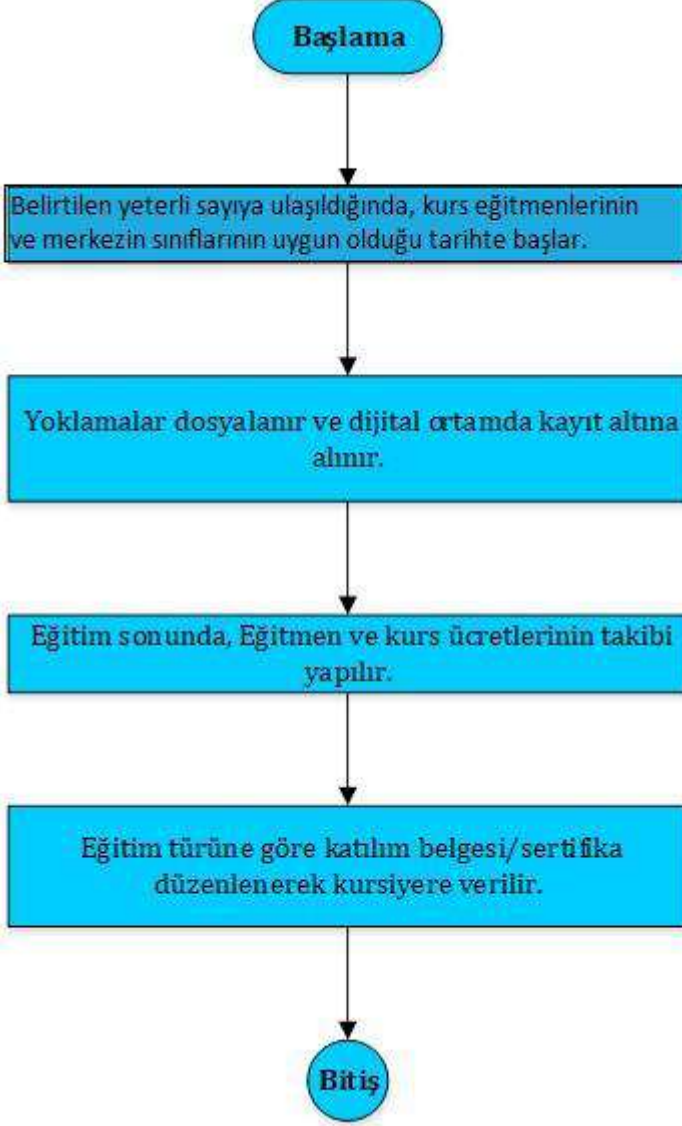 Başlama
Belirtilen yeterli sayıya ulaşıldığında, kurs eğitmenlerinin
ve merkezin sınıflarının uygun olduğu tarihte başlar.
Yoklamalar dosyalanır ve dijital ortamda kayıt altına
alınır.
Eğitim sonunda, Eğitmen ve kurs ücretlerinin takibi
yapılır.
Eğitim türüne göre katılım belgesi/sertifika
düzenlenerek kursiyere verilir.
Bitiş